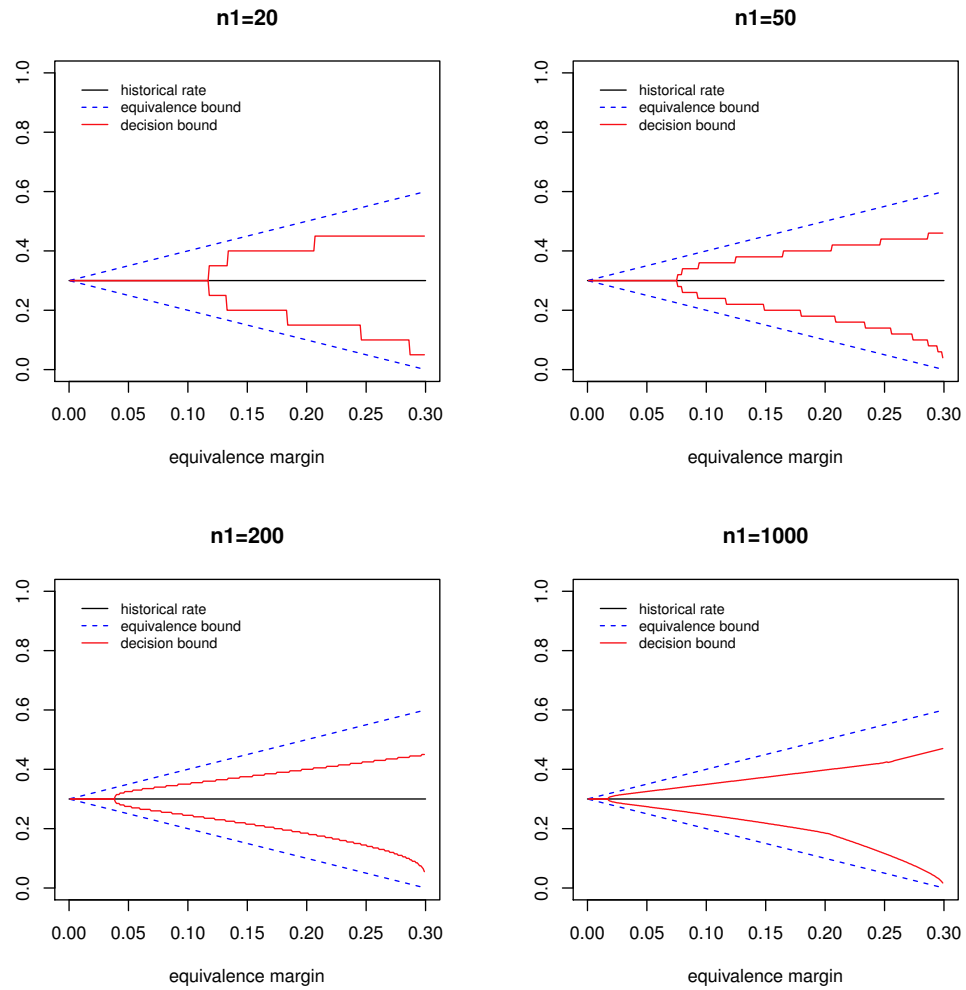 n1=20
1.0
0.8
0.6
0.4
0.2
0.0
historical rate
equivalence bound
decision bound
0.00 0.05 0.10 0.15 0.20 0.25 0.30
equivalence margin
n1=50
1.0
0.8
0.6
0.4
0.2
0.0
historical rate
equivalence bound
decision bound
0.00 0.05 0.10 0.15 0.20 0.25 0.30
equivalence margin
n1=200
1.0
0.8
0.6
0.4
0.2
0.0
historical rate
equivalence bound
decision bound
0.00 0.05 0.10 0.15 0.20 0.25 0.30
equivalence margin
n1=1000
1.0
0.8
0.6
0.4
0.2
0.0
historical rate
equivalence bound
decision bound
0.00 0.05 0.10 0.15 0.20 0.25 0.30
equivalence margin